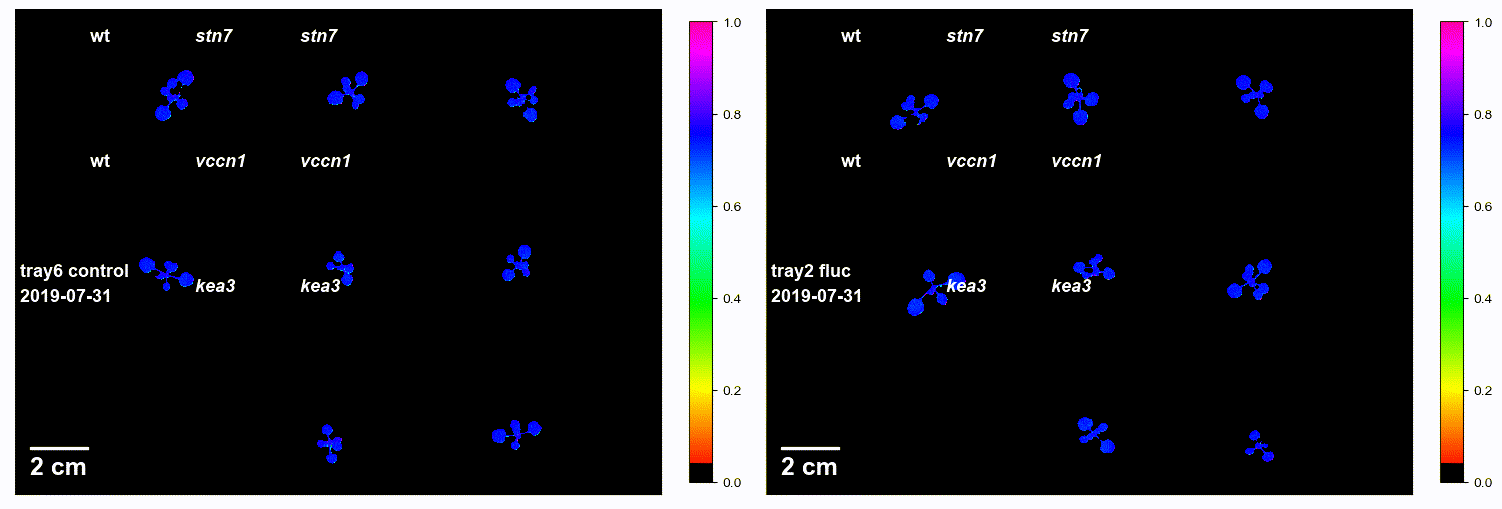 wt stn7 stn7
wt vccn1 vccn1
tray6 control
2019-07-31
kea3 kea3
2 cm
1.0
0.8
0.6
0.4
0.2
0.0
wt stn7 stn7
wt vccn1 vccn1
tray2 fluc
2019-07-31
kea3 kea3
2 cm
1.0
0.8
0.6
0.4
0.2
0.0